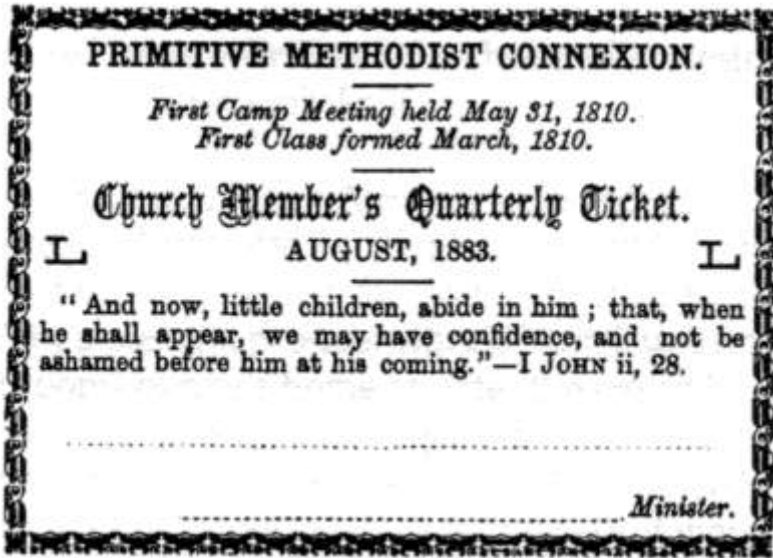 PRIMITIVE METHODIST CONNEXION.
First Camp Meeting held May 31, 1810.
First Class formed March, 1810.
Church Member's Quarterly Ticket.
L AUGUST, 1883. L
"And now, little children, abide in him ; that, when
he shall appear, we may have confidence, and not be
ashamed before him at his coming."—I JOHN ii, 28.
Minister.